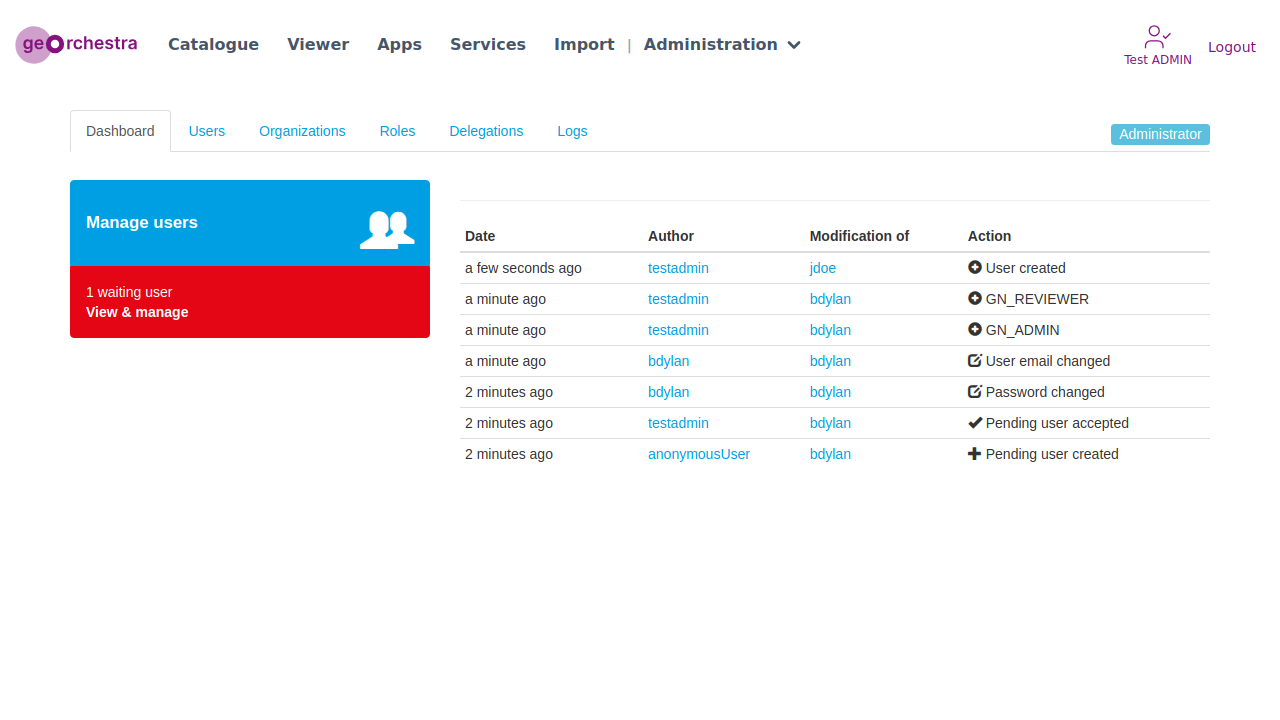 georchestra Catalogue Viewer Apps Services Import | Administration Test ADMIN Logout
Dashboard Users Organizations Roles Delegations Logs Administrator
Manage users
1 waiting user
View & manage
Date Author Modification of Action
a few seconds ago testadmin jdoe User created
a minute ago testadmin bdylan GN_REVIEWER
a minute ago testadmin bdylan GN_ADMIN
a minute ago bdylan bdylan User email changed
2 minutes ago bdylan bdylan Password changed
2 minutes ago testadmin bdylan Pending user accepted
2 minutes ago anonymousUser bdylan Pending user created